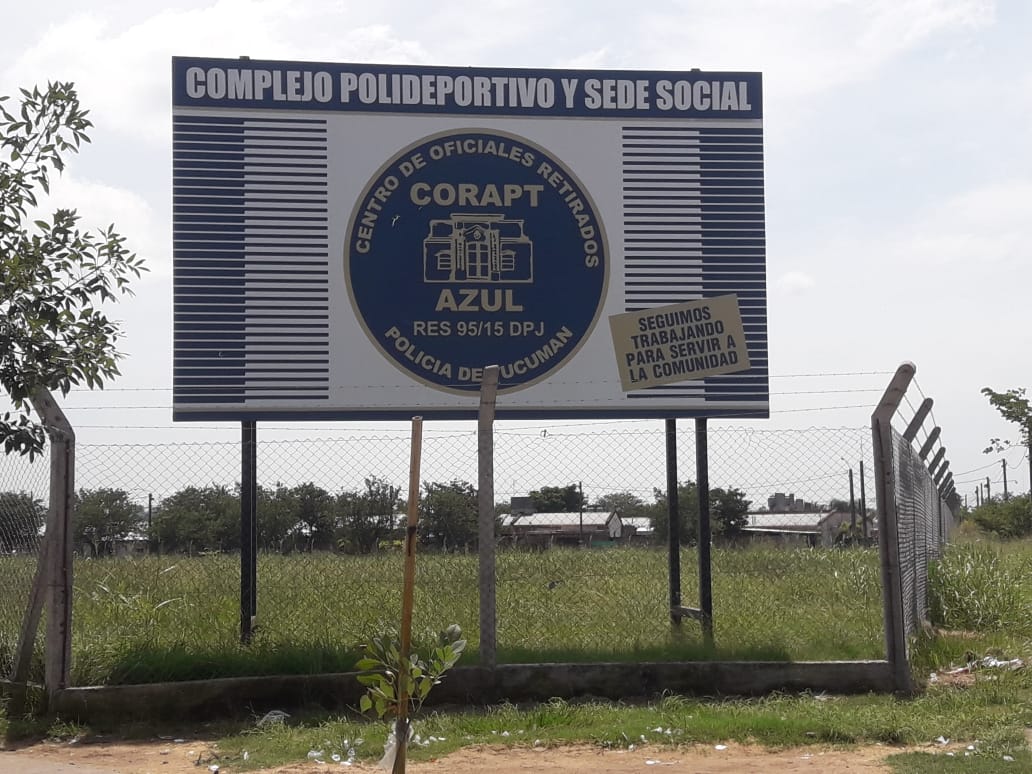 COMPLEJO POLIDEPORTIVO Y SEDE SOCIAL
CENTRO DE OFICIALES RETIRADOS
CORAPT
AZUL
RES 95/15 DPJ
POLICIA DE TUCUMAN
SEGUIMOS
TRABAJANDO
PARA SERVIR A
LA COMUNIDAD